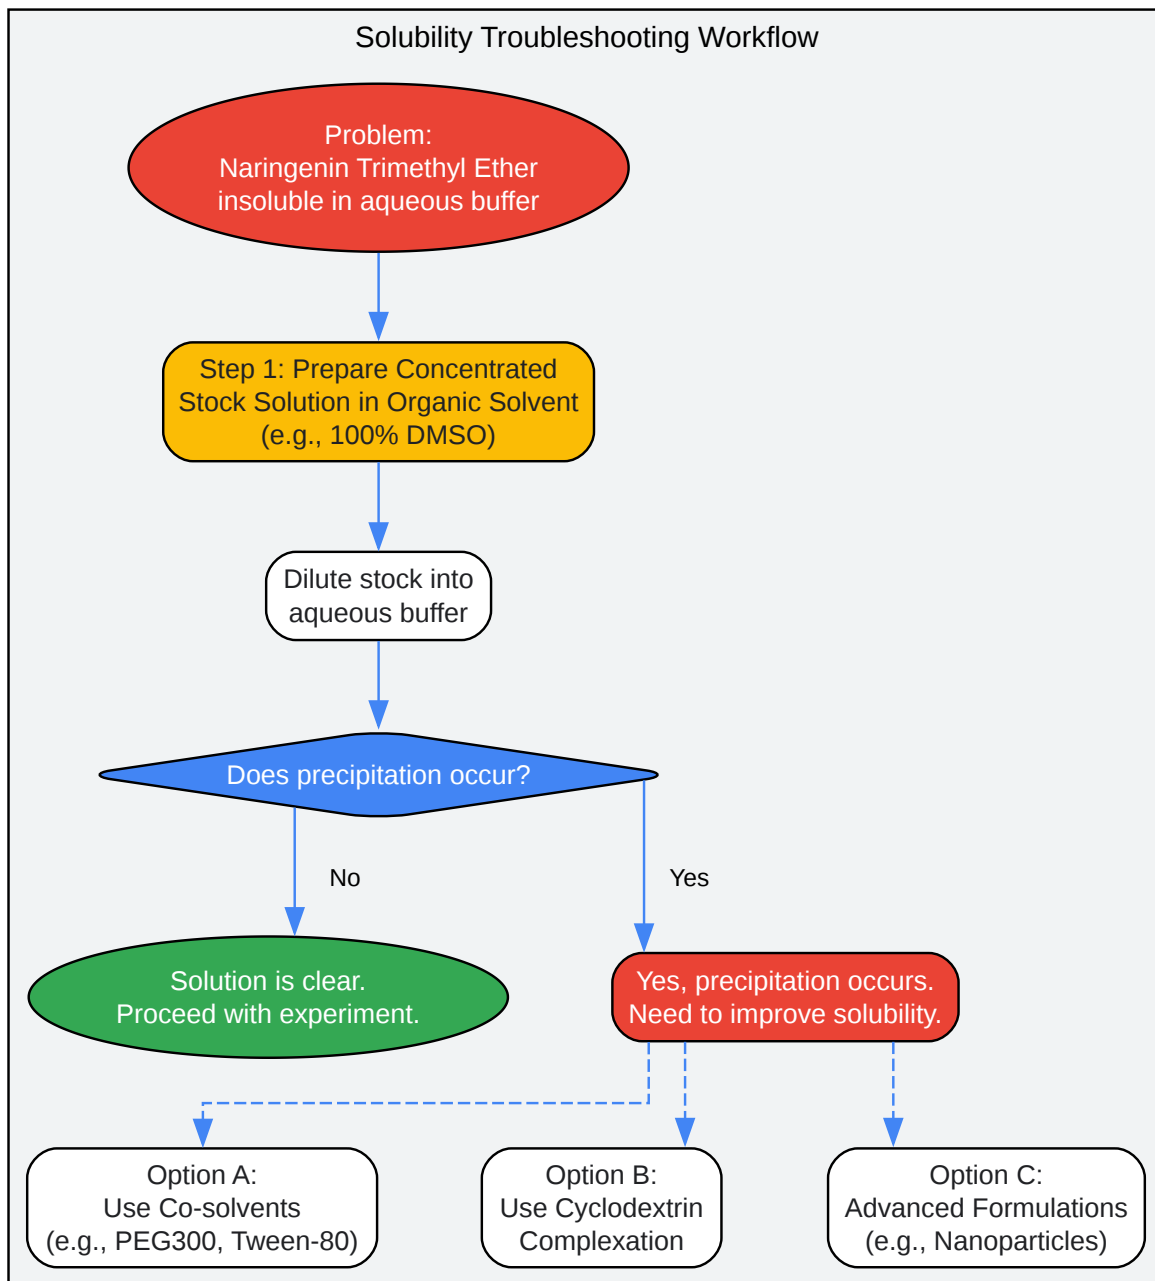 Solubility Troubleshooting Workflow
Problem:
Naringenin Trimethyl Ether
insoluble in aqueous buffer
Step 1: Prepare Concentrated
Stock Solution in Organic Solvent
(e.g., 100% DMSO)
Dilute stock into
aqueous buffer
Does precipitation occur?
No
Yes
Solution is clear.
Proceed with experiment.
Yes, precipitation occurs.
Need to improve solubility.
Option A:
Use Co-solvents
(e.g., PEG300, Tween-80)
Option B:
Use Cyclodextrin
Complexation
Option C:
Advanced Formulations
(e.g., Nanoparticles)